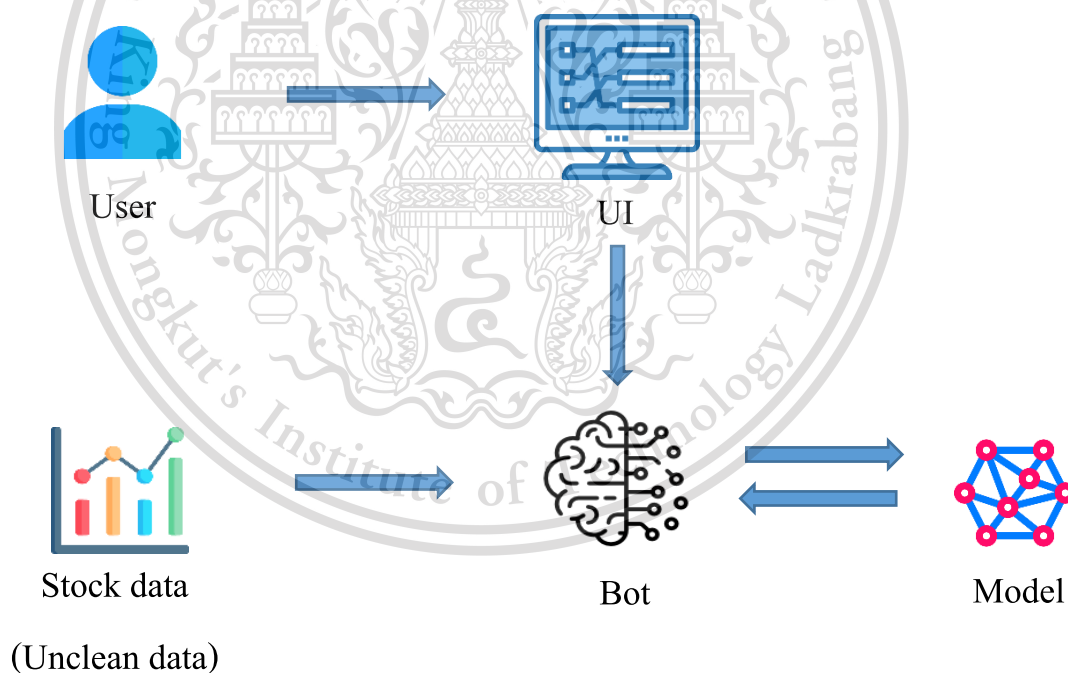 User
UI
Stock data
(Unclean data)
Bot
Model
King Mongkut's Institute of Technology Ladkrabang